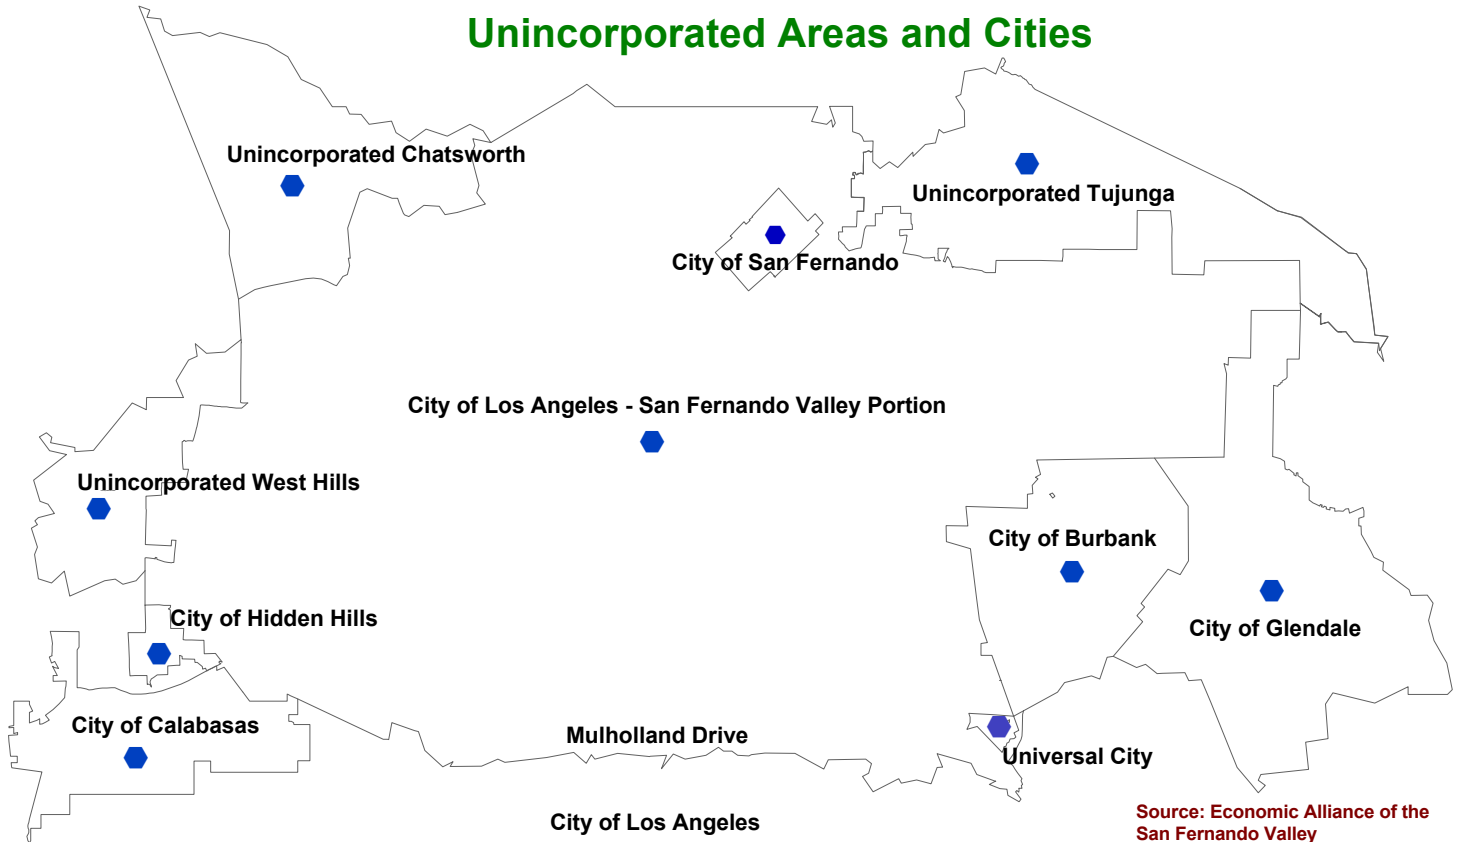 Unincorporated Areas and Cities
Unincorporated Chatsworth
Unincorporated Tujunga
City of San Fernando
City of Los Angeles - San Fernando Valley Portion
Unincorporated West Hills
City of Burbank
City of Hidden Hills
City of Glendale
City of Calabasas
Mulholland Drive
Universal City
City of Los Angeles
Source: Economic Alliance of the
San Fernando Valley